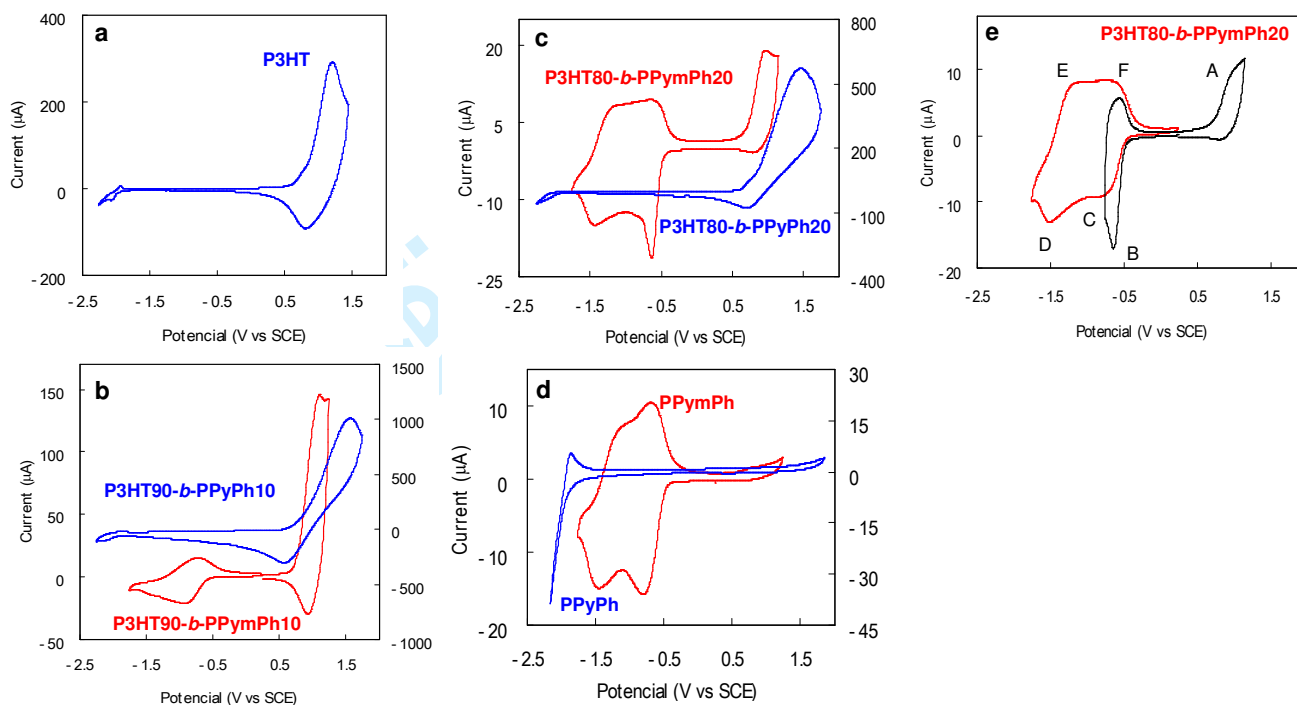 a
P3HT
Current (µA)
400
200
0
-200
-2.5 -1.5 -0.5 0.5 1.5
Potencial (V vs SCE)
c
P3HT80-b-PPymPh20
P3HT80-b-PPyPh20
Current (µA)
20
5
-10
-25
800
600
400
200
0
-100
-200
-300
-400
-2.5 -1.5 -0.5 0.5 1.5
Potencial (V vs SCE)
e
P3HT80-b-PPymPh20
E F A
D C B
Current (µA)
10
0
-10
-20
-2.5 -1.5 -0.5 0.5 1.5
Potencial (V vs SCE)
b
P3HT90-b-PPyPh10
P3HT90-b-PPymPh10
Current (µA)
150
100
50
0
-50
1500
1000
500
0
-500
-1000
-2.5 -1.5 -0.5 0.5 1.5
Potencial (V vs SCE)
d
PPymPh
PPyPh
Current (µA)
10
0
-10
-20
30
15
0
-15
-30
-45
-2.5 -1.5 -0.5 0.5 1.5
Potencial (V vs SCE)